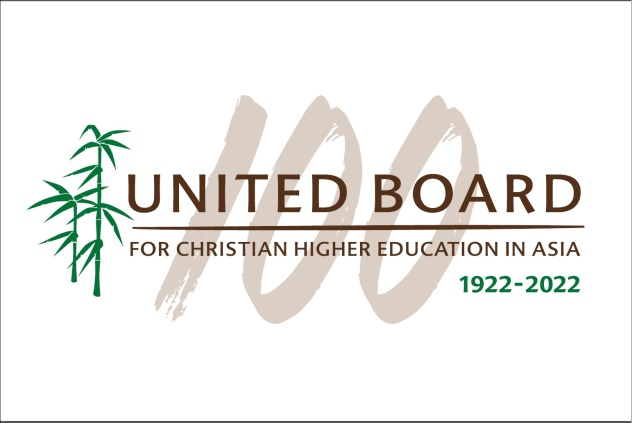 100
UNITED BOARD
FOR CHRISTIAN HIGHER EDUCATION IN ASIA
1922-2022